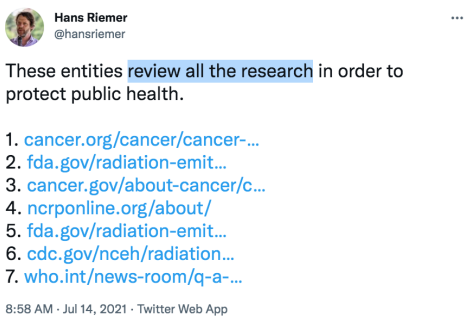 Hans Riemer
@hansriemer
These entities review all the research in order to
protect public health.
1. cancer.org/cancer/cancer-...
2. fda.gov/radiation-emit...
3. cancer.gov/about-cancer/c...
4. ncrponline.org/about/
5. fda.gov/radiation-emit...
6. cdc.gov/nceh/radiation...
7. who.int/news-room/q-a-...
8:58 AM · Jul 14, 2021 · Twitter Web App